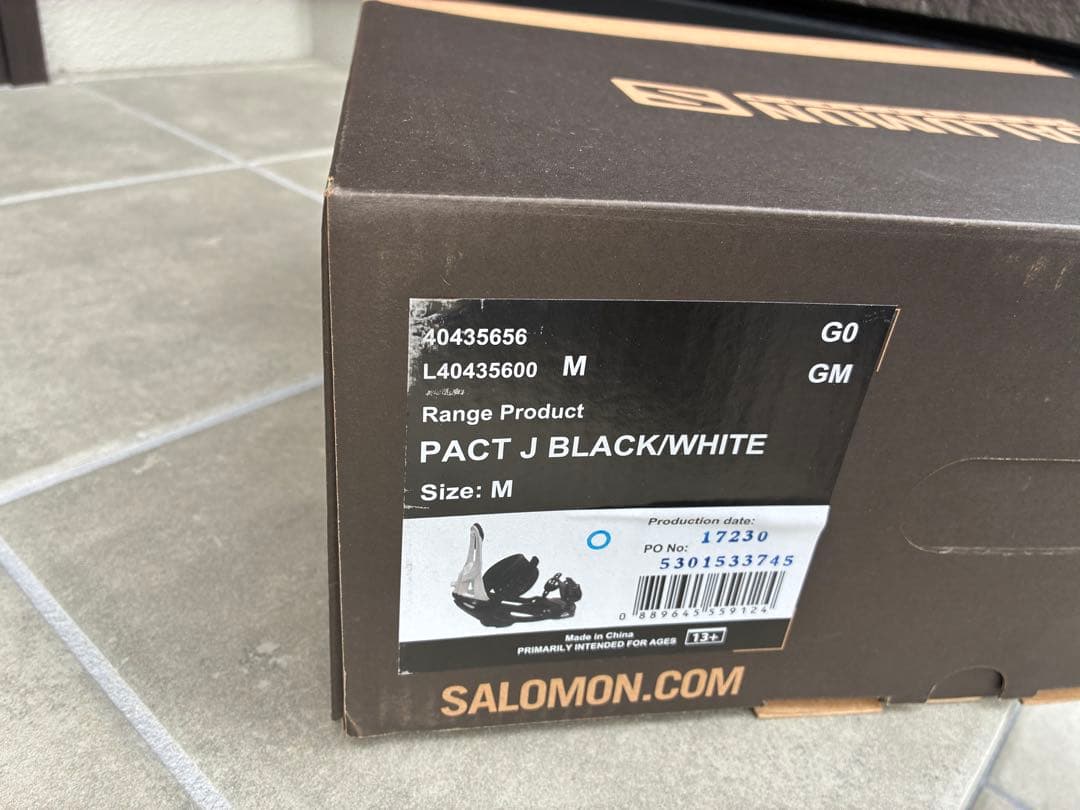 SALOMON
40435656
G0
L40435600 M
GM
Range Product
PACT J BLACK/WHITE
Size: M
Production date:
17230
PO No:
5301533745
0 889645 559124
Made in China
PRIMARILY INTENDED FOR AGES 13+
SALOMON.COM